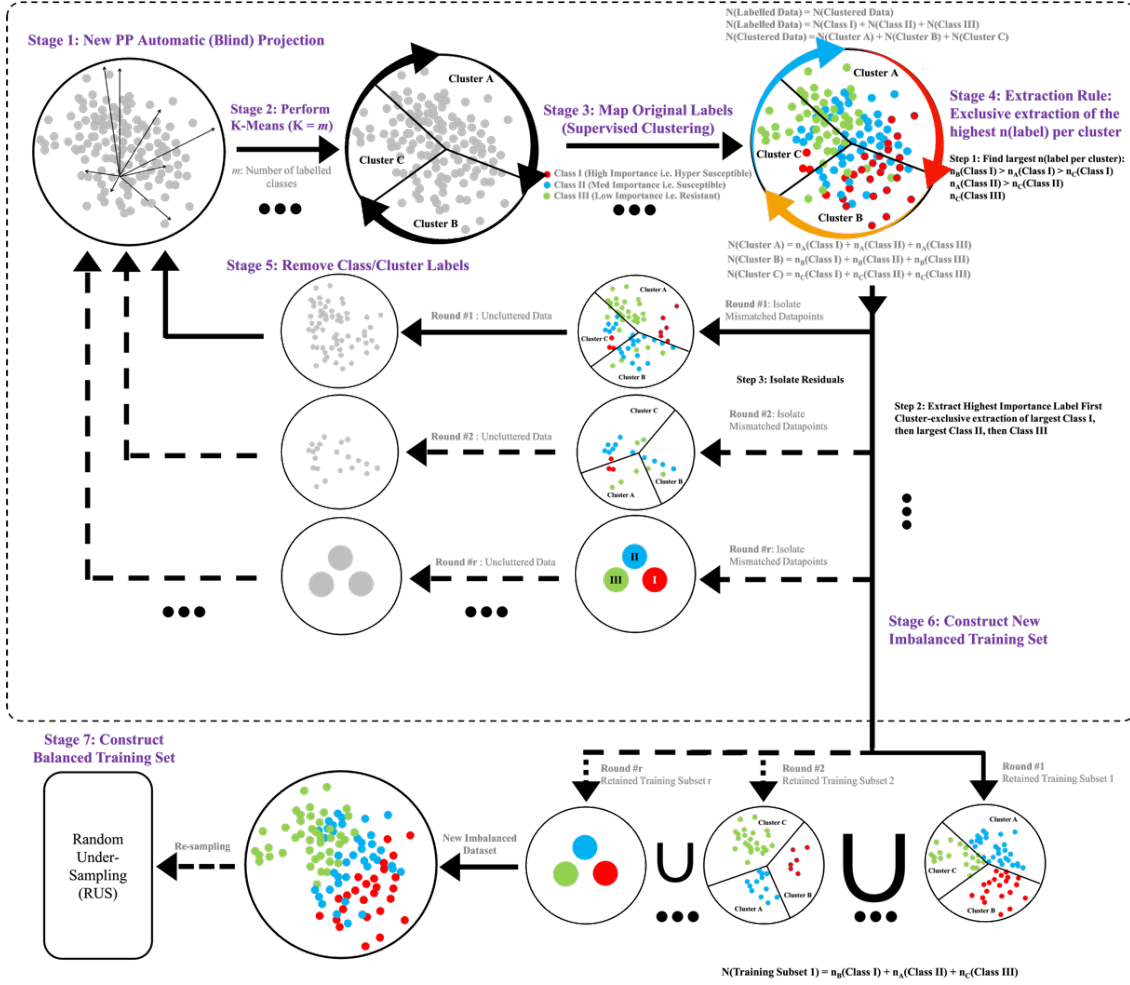 N(Labelled Data) = N(Clustered Data)
N(Labelled Data) = N(Class I) + N(Class II) + N(Class III)
N(Clustered Data) = N(Cluster A) + N(Cluster B) + N(Cluster C)
Stage 1: New PP Automatic (Blind) Projection
Stage 2: Perform
K-Means (K = m)
m: Number of labelled
classes
Cluster A
Cluster C
Cluster B
Stage 3: Map Original Labels
(Supervised Clustering)
Class I (High Importance i.e. Hyper Susceptible)
Class II (Med Importance i.e. Susceptible)
Class III (Low Importance i.e. Resistant)
Cluster A
Cluster C
Cluster B
Stage 4: Extraction Rule:
Exclusive extraction of the
highest n(label) per cluster
Step 1: Find largest n(label per cluster):
nB(Class I) > nA(Class I) > nC(Class I)
nA(Class II) > nC(Class II)
nC(Class III)
N(Cluster A) = nA(Class I) + nA(Class II) + nA(Class III)
N(Cluster B) = nB(Class I) + nB(Class II) + nB(Class III)
N(Cluster C) = nC(Class I) + nC(Class II) + nC(Class III)
Stage 5: Remove Class/Cluster Labels
Round #1 : Uncluttered Data
Cluster A
Cluster C
Cluster B
Round #1: Isolate
Mismatched Datapoints
Step 3: Isolate Residuals
Step 2: Extract Highest Importance Label First
Cluster-exclusive extraction of largest Class I,
then largest Class II, then Class III
Round #2 : Uncluttered Data
Cluster C
Cluster B
Cluster A
Round #2: Isolate
Mismatched Datapoints
Round #r : Uncluttered Data
II
III
I
Round #r: Isolate
Mismatched Datapoints
Stage 6: Construct New
Imbalanced Training Set
Stage 7: Construct
Balanced Training Set
Random
Under-
Sampling
(RUS)
Re-sampling
New Imbalanced
Dataset
Round #r
Retained Training Subset r
Round #2
Retained Training Subset 2
Round #1
Retained Training Subset 1
Cluster C
Cluster B
Cluster A
Cluster A
Cluster C
Cluster B
N(Training Subset 1) = nB(Class I) + nA(Class II) + nC(Class III)